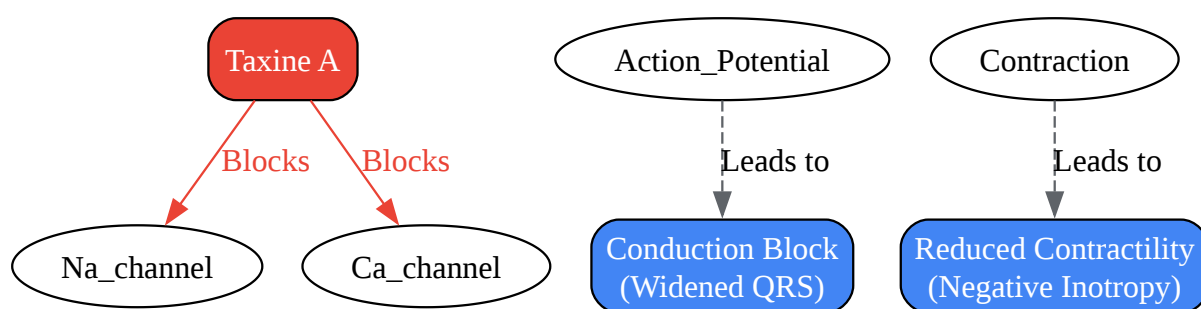 Taxine A
Action_Potential
Contraction
Blocks
Blocks
Leads to
Leads to
Na_channel
Ca_channel
Conduction Block
(Widened QRS)
Reduced Contractility
(Negative Inotropy)